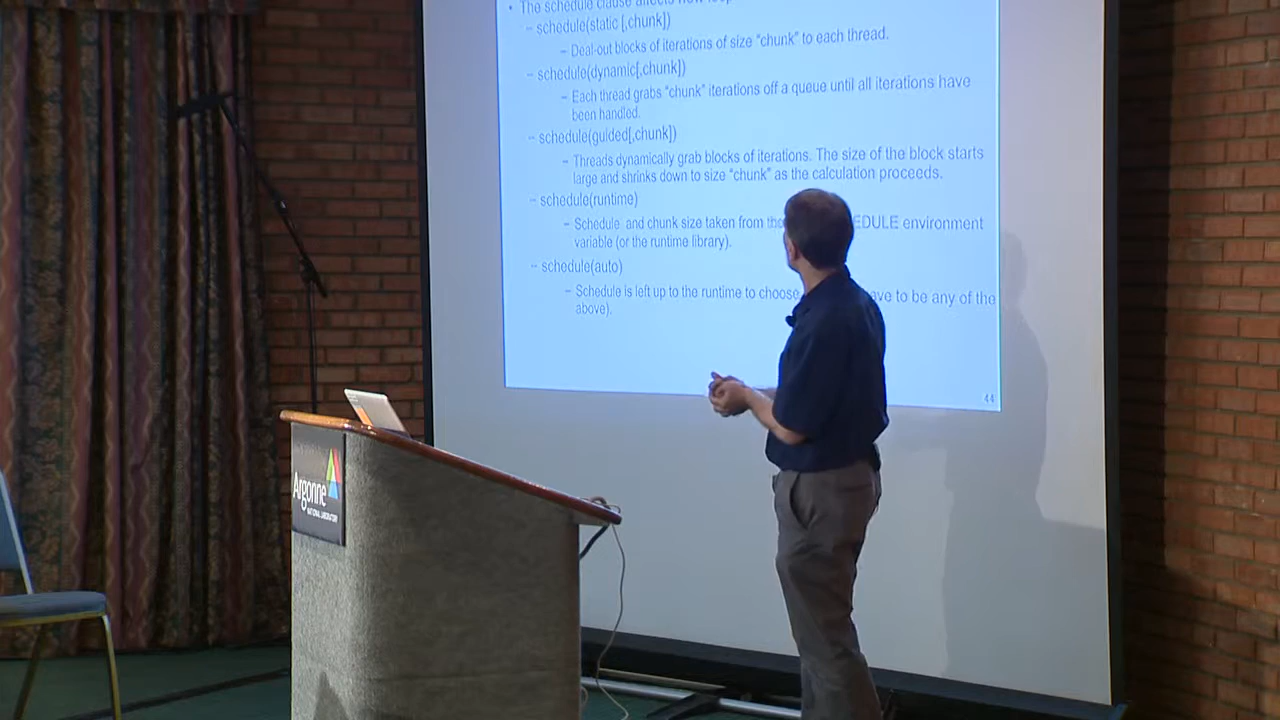 • The schedule clause affects how loop
– schedule(static [,chunk])
– Deal-out blocks of iterations of size “chunk” to each thread.
– schedule(dynamic[,chunk])
– Each thread grabs “chunk” iterations off a queue until all iterations have
been handled.
– schedule(guided[,chunk])
– Threads dynamically grab blocks of iterations. The size of the block starts
large and shrinks down to size “chunk” as the calculation proceeds.
– schedule(runtime)
– Schedule and chunk size taken from the EDULE environment
variable (or the runtime library).
– schedule(auto)
– Schedule is left up to the runtime to choose ave to be any of the
above).
44
Argonne
NATIONAL LABORATORY